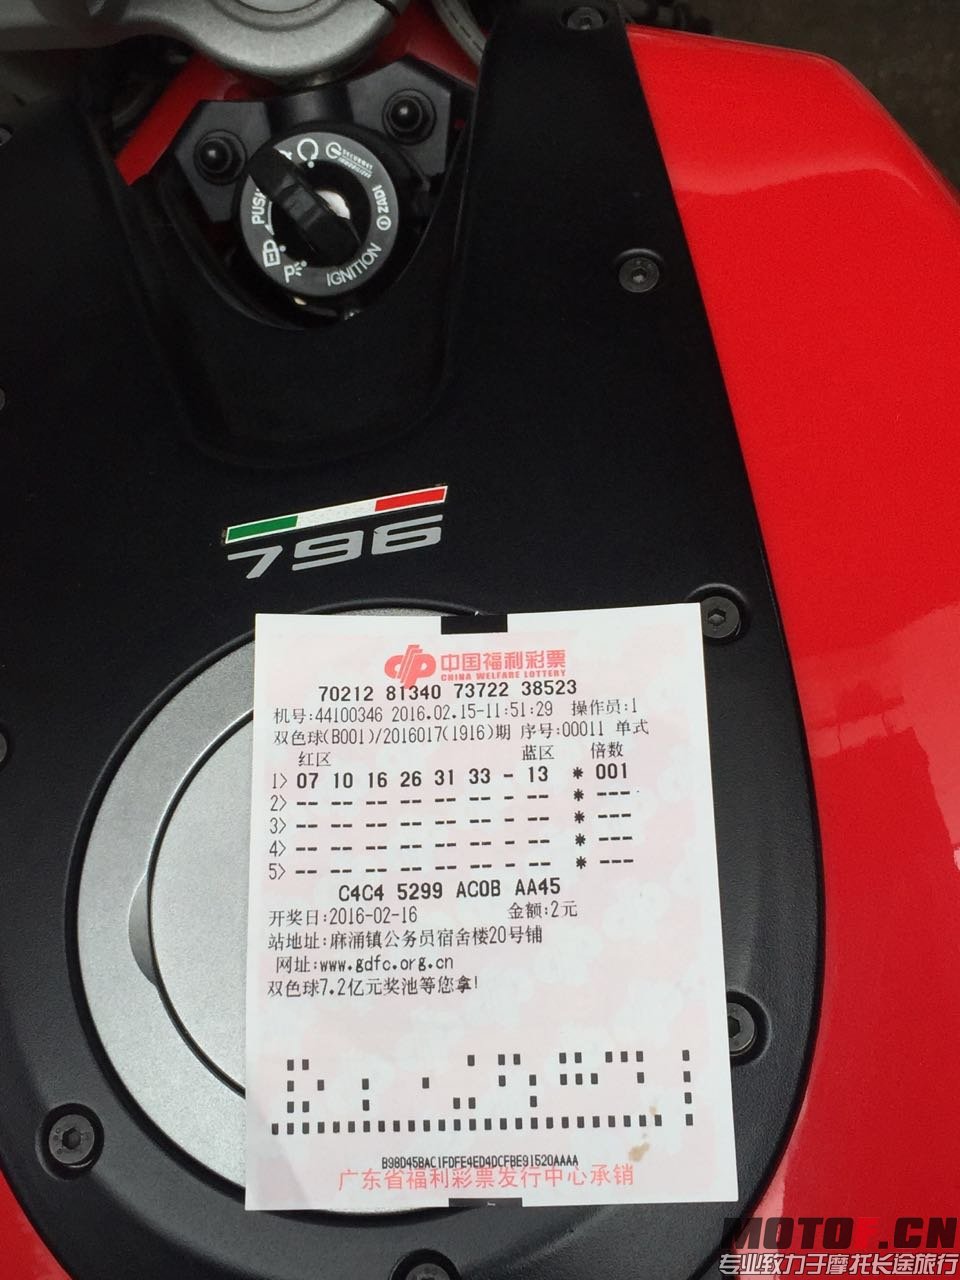 PUSH
IGNITION
ZADI
P
796
中国福利彩票
CHINA WELFARE LOTTERY
70212 81340 73722 38523
机号:44100346 2016.02.15-11:51:29 操作员:1
双色球(B001)/2016017(1916)期 序号:00011 单式
红区 蓝区 倍数
1> 07 10 16 26 31 33 - 13 * 001
2> -- -- -- -- -- -- - -- * ---
3> -- -- -- -- -- -- - -- * ---
4> -- -- -- -- -- -- - -- * ---
5> -- -- -- -- -- -- - -- * ---
C4C4 5299 AC0B AA45
开奖日:2016-02-16 金额:2元
站地址:麻涌镇公务员宿舍楼20号铺
网址:www.gdfc.org.cn
双色球7.2亿元奖池等您拿!
B98D45BAC1FDFE4ED4DCFBE91520AAAA
广东省福利彩票发行中心承销
MOTO8.CN
专业致力于摩托长途旅行